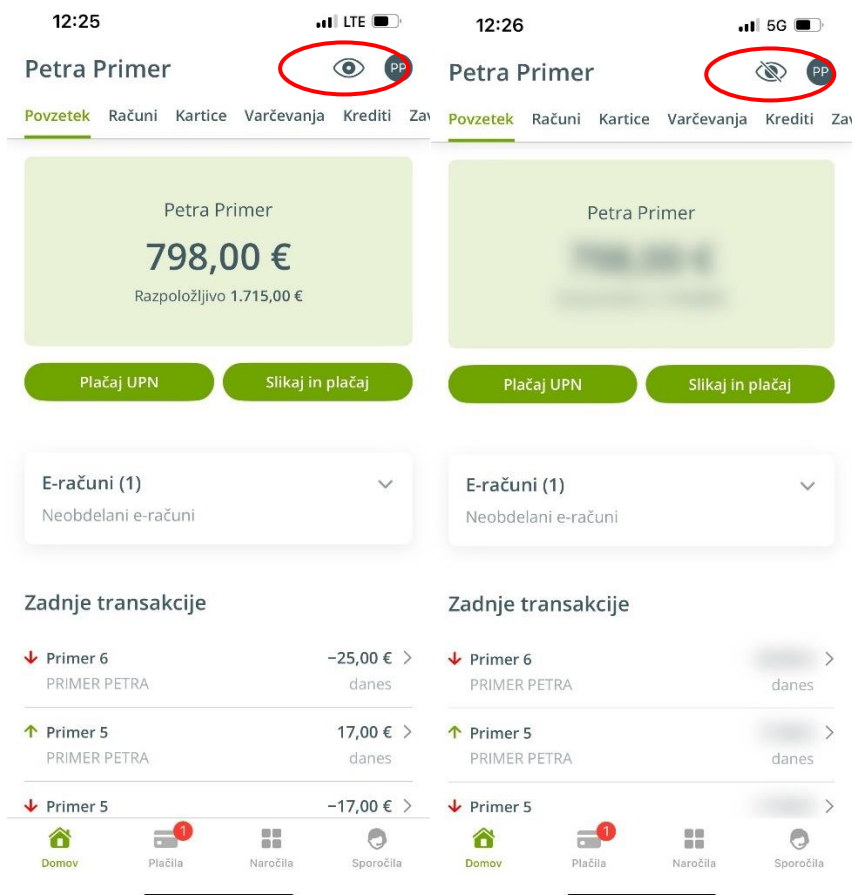 12:25
LTE
Petra Primer
PP
Povzetek Računi Kartice Varčevanja Krediti Zav
Petra Primer
798,00 €
Razpoložljivo 1.715,00 €
Plačaj UPN
Slikaj in plačaj
E-računi (1)
Neobdelani e-računi
Zadnje transakcije
Primer 6 −25,00 €
PRIMER PETRA danes
Primer 5 17,00 €
PRIMER PETRA danes
Primer 5 −17,00 €
1
Domov Plačila Naročila Sporočila
12:26
5G
Petra Primer
PP
Povzetek Računi Kartice Varčevanja Krediti Zav
Petra Primer
Plačaj UPN
Slikaj in plačaj
E-računi (1)
Neobdelani e-računi
Zadnje transakcije
Primer 6
PRIMER PETRA danes
Primer 5
PRIMER PETRA danes
Primer 5
1
Domov Plačila Naročila Sporočila